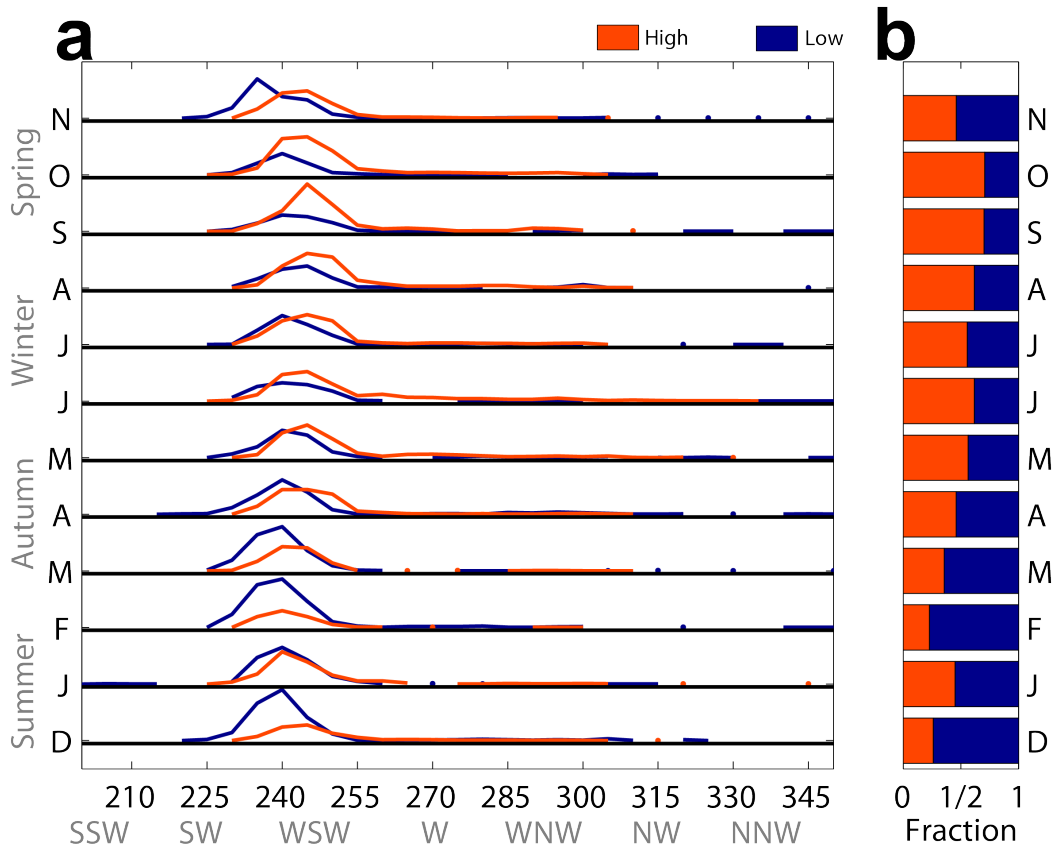 a
High
Low
b
Spring
Winter
Autumn
Summer
N
O
S
A
J
J
M
A
M
F
J
D
210
225
240
255
270
285
300
315
330
345
SSW
SW
WSW
W
WNW
NW
NNW
N
O
S
A
J
J
M
A
M
F
J
D
0
1/2
1
Fraction